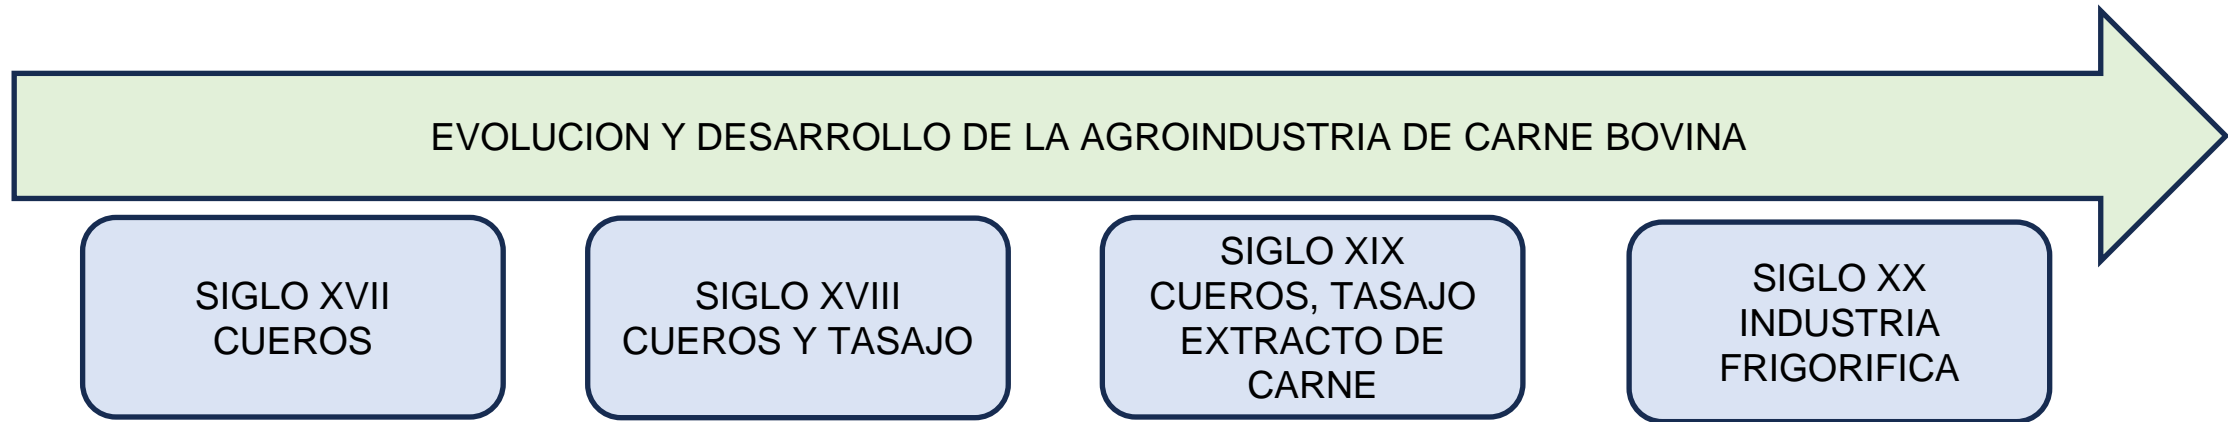 EVOLUCION Y DESARROLLO DE LA AGROINDUSTRIA DE CARNE BOVINA
SIGLO XVII
CUEROS
SIGLO XVIII
CUEROS Y TASAJO
SIGLO XIX
CUEROS, TASAJO
EXTRACTO DE
CARNE
SIGLO XX
INDUSTRIA
FRIGORIFICA